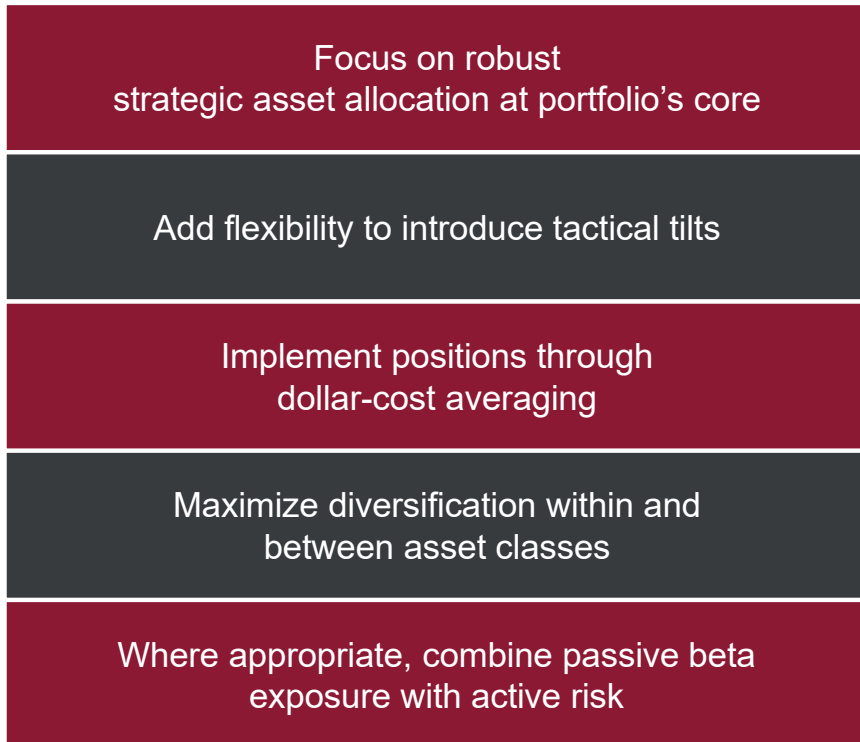 Focus on robust
strategic asset allocation at portfolio’s core
Add flexibility to introduce tactical tilts
Implement positions through
dollar-cost averaging
Maximize diversification within and
between asset classes
Where appropriate, combine passive beta
exposure with active risk